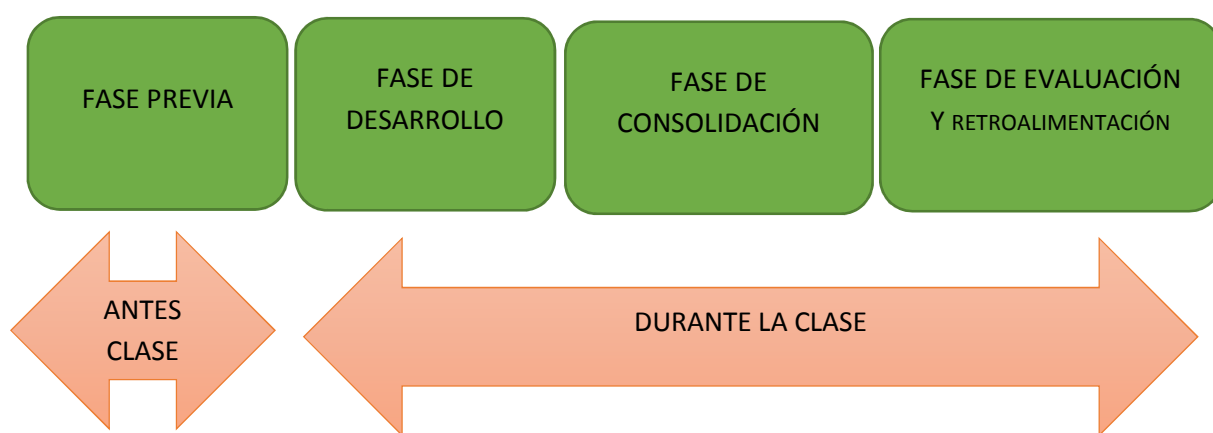 FASE PREVIA
FASE DE
DESARROLLO
FASE DE
CONSOLIDACIÓN
FASE DE EVALUACIÓN
Y RETROALIMENTACIÓN
ANTES
CLASE
DURANTE LA CLASE